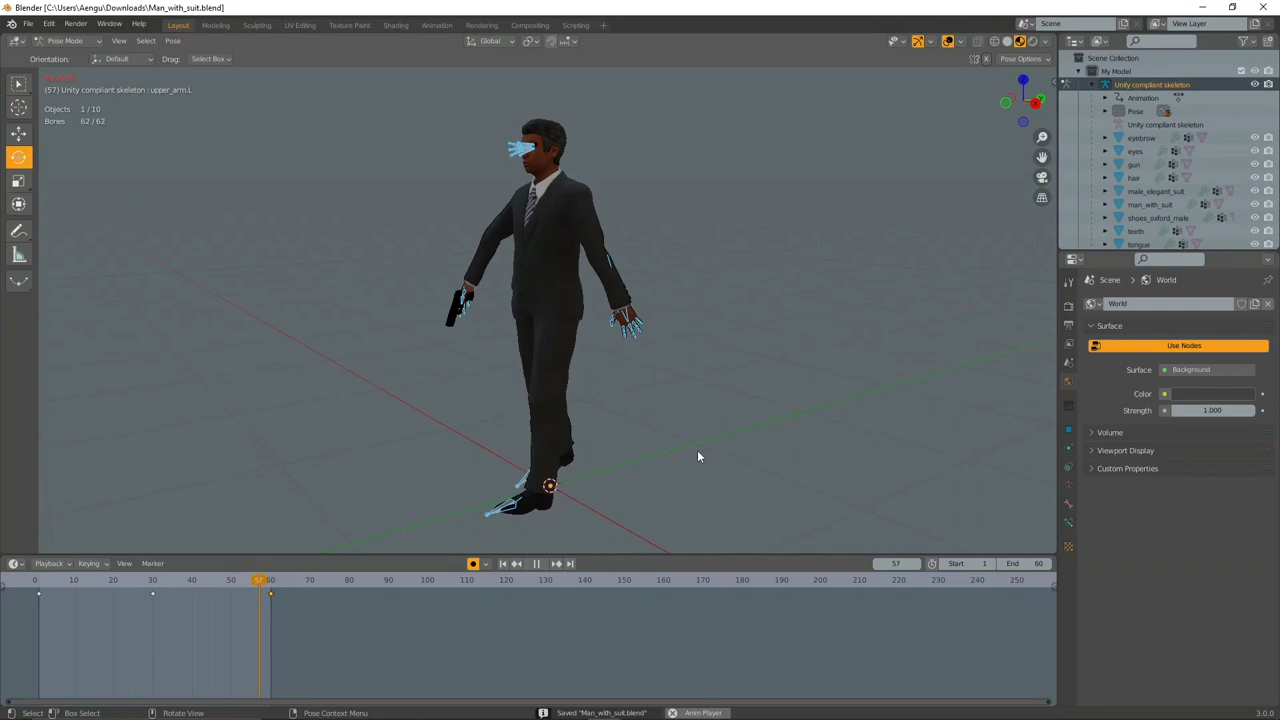 Blender [C:\Users\Aengu\Downloads\Man_with_suit.blend]
File Edit Render Window Help Layout Modeling Sculpting UV Editing Texture Paint Shading Animation Rendering Compositing Scripting + Scene View Layer
Pose Mode View Select Pose Global
Orientation: Default Drag: Select Box X Pose Options
(57) Unity compliant skeleton : upper_arm.L
Objects 1 / 10
Bones 62 / 62
Scene Collection
My Model
Unity compliant skeleton
Animation
Pose
Unity compliant skeleton
eyebrow
eyes
gun
hair
male_elegant_suit
man_with_suit
shoes_oxford_male
teeth
tongue
Scene World
World
Surface
Use Nodes
Surface Background
Color
Strength 1.000
Volume
Viewport Display
Custom Properties
Playback Keying View Marker 57 Start 1 End 60
0 10 20 30 40 50 57 60 70 80 90 100 110 120 130 140 150 160 170 180 190 200 210 220 230 240 250
Select Box Select Rotate View Pose Context Menu Saved "Man_with_suit.blend" Anim Player 3.0.0